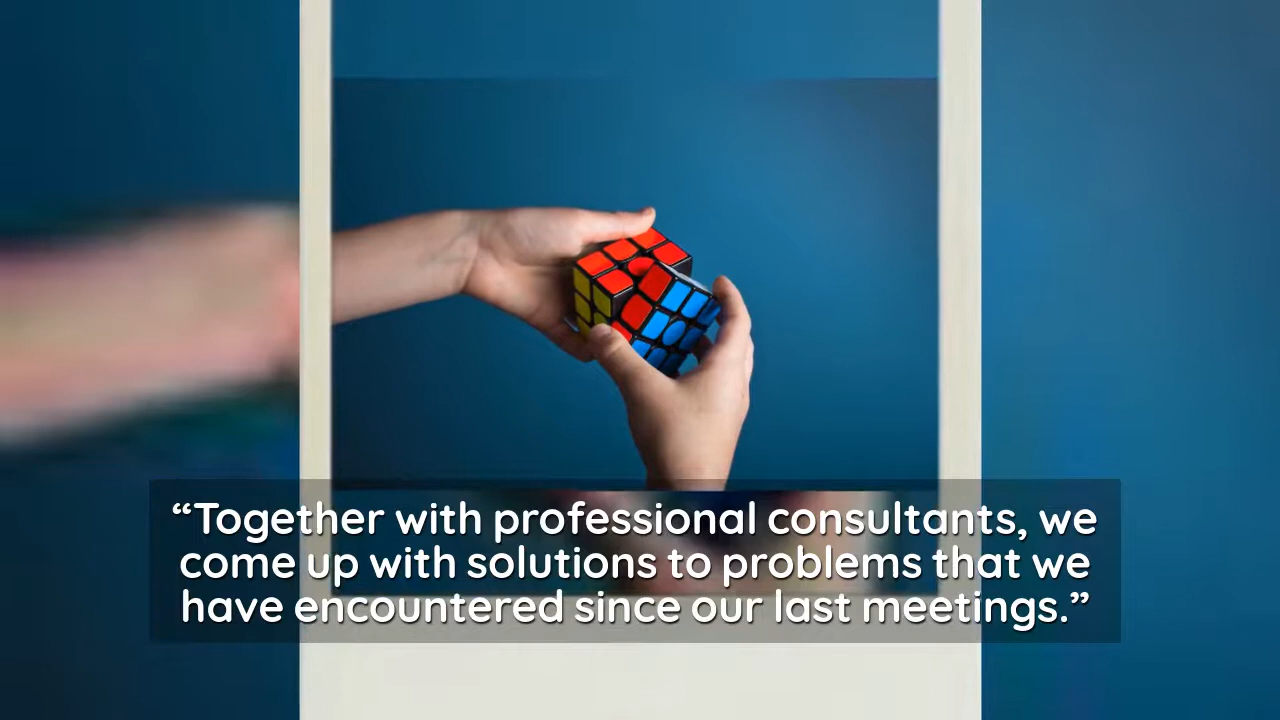 “Together with professional consultants, we
come up with solutions to problems that we
have encountered since our last meetings.”